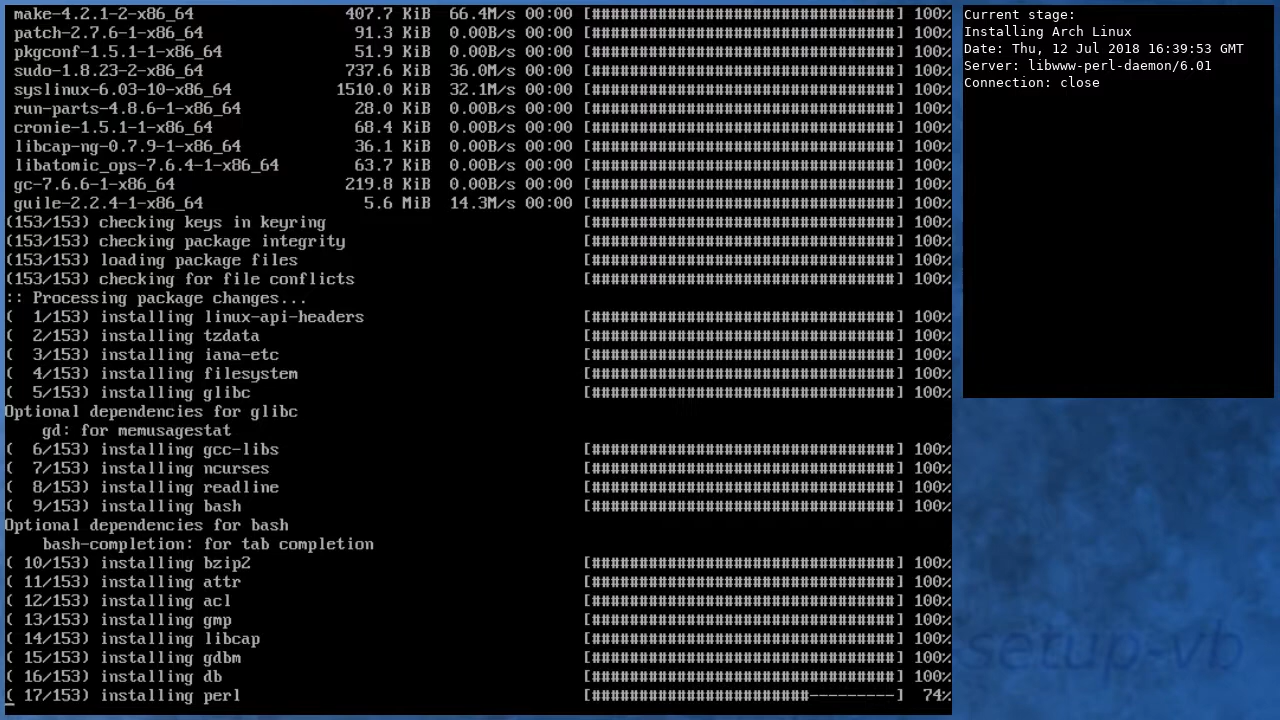 make-4.2.1-2-x86_64 407.7 KiB 66.4M/s 00:00 [################################] 100%
patch-2.7.6-1-x86_64 91.3 KiB 0.00B/s 00:00 [################################] 100%
pkgconf-1.5.1-1-x86_64 51.9 KiB 0.00B/s 00:00 [################################] 100%
sudo-1.8.23-2-x86_64 737.6 KiB 36.0M/s 00:00 [################################] 100%
syslinux-6.03-10-x86_64 1510.0 KiB 32.1M/s 00:00 [################################] 100%
run-parts-4.8.6-1-x86_64 28.0 KiB 0.00B/s 00:00 [################################] 100%
cronie-1.5.1-1-x86_64 68.4 KiB 0.00B/s 00:00 [################################] 100%
libcap-ng-0.7.9-1-x86_64 36.1 KiB 0.00B/s 00:00 [################################] 100%
libatomic_ops-7.6.4-1-x86_64 63.7 KiB 0.00B/s 00:00 [################################] 100%
gc-7.6.6-1-x86_64 219.8 KiB 0.00B/s 00:00 [################################] 100%
guile-2.2.4-1-x86_64 5.6 MiB 14.3M/s 00:00 [################################] 100%
(153/153) checking keys in keyring [################################] 100%
(153/153) checking package integrity [################################] 100%
(153/153) loading package files [################################] 100%
(153/153) checking for file conflicts [################################] 100%
:: Processing package changes...
( 1/153) installing linux-api-headers [################################] 100%
( 2/153) installing tzdata [################################] 100%
( 3/153) installing iana-etc [################################] 100%
( 4/153) installing filesystem [################################] 100%
( 5/153) installing glibc [################################] 100%
Optional dependencies for glibc
gd: for memusagestat
( 6/153) installing gcc-libs [################################] 100%
( 7/153) installing ncurses [################################] 100%
( 8/153) installing readline [################################] 100%
( 9/153) installing bash [################################] 100%
Optional dependencies for bash
bash-completion: for tab completion
( 10/153) installing bzip2 [################################] 100%
( 11/153) installing attr [################################] 100%
( 12/153) installing acl [################################] 100%
( 13/153) installing gmp [################################] 100%
( 14/153) installing libcap [################################] 100%
( 15/153) installing gdbm [################################] 100%
( 16/153) installing db [################################] 100%
( 17/153) installing perl [#######################---------] 74%
Current stage:
Installing Arch Linux
Date: Thu, 12 Jul 2018 16:39:53 GMT
Server: libwww-perl-daemon/6.01
Connection: close
setup-vb